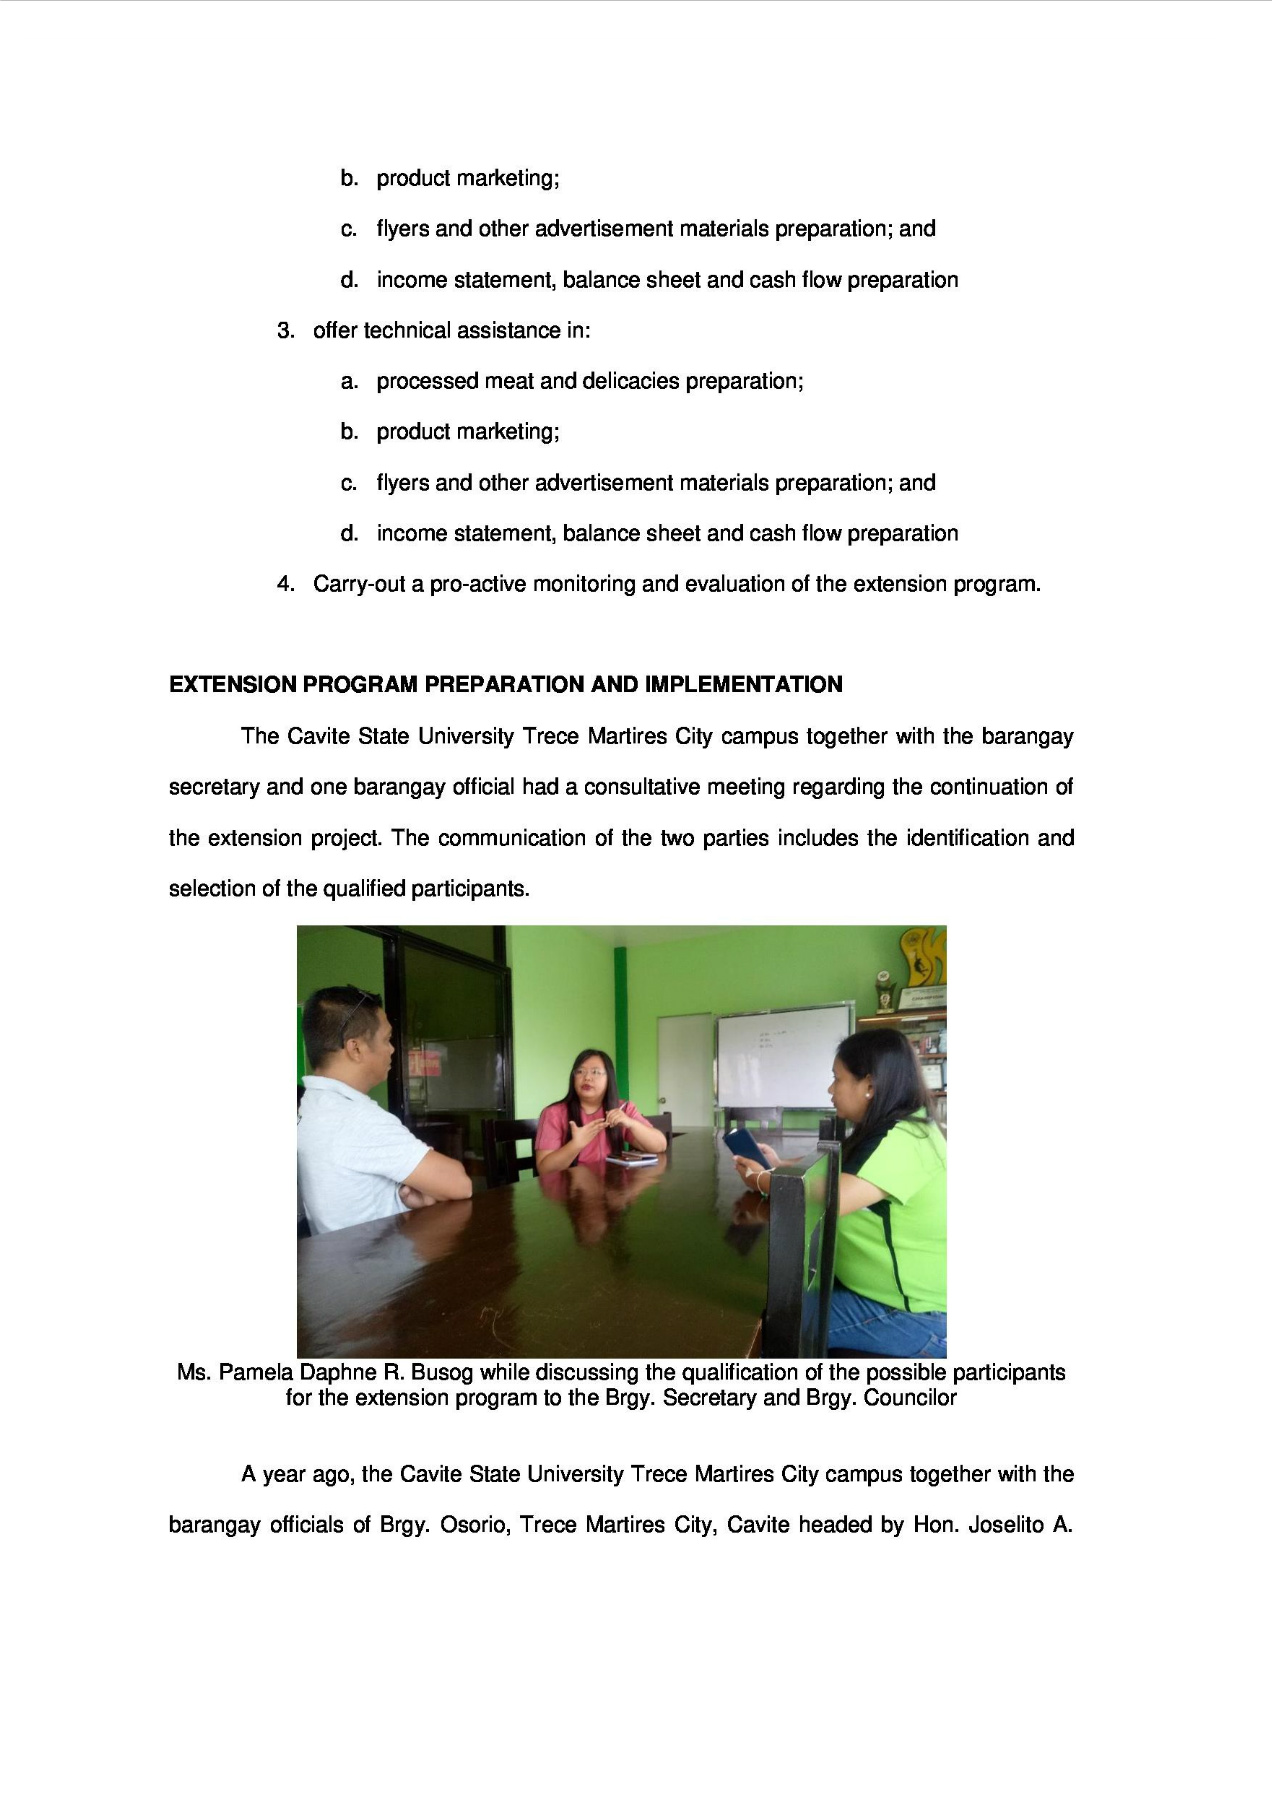 b. product marketing;
c. flyers and other advertisement materials preparation; and
d. income statement, balance sheet and cash flow preparation
3. offer technical assistance in:
a. processed meat and delicacies preparation;
b. product marketing;
c. flyers and other advertisement materials preparation; and
d. income statement, balance sheet and cash flow preparation
4. Carry-out a pro-active monitoring and evaluation of the extension program.
EXTENSION PROGRAM PREPARATION AND IMPLEMENTATION
The Cavite State University Trece Martires City campus together with the barangay
secretary and one barangay official had a consultative meeting regarding the continuation of
the extension project. The communication of the two parties includes the identification and
selection of the qualified participants.
Ms. Pamela Daphne R. Busog while discussing the qualification of the possible participants
for the extension program to the Brgy. Secretary and Brgy. Councilor
A year ago, the Cavite State University Trece Martires City campus together with the
barangay officials of Brgy. Osorio, Trece Martires City, Cavite headed by Hon. Joselito A.